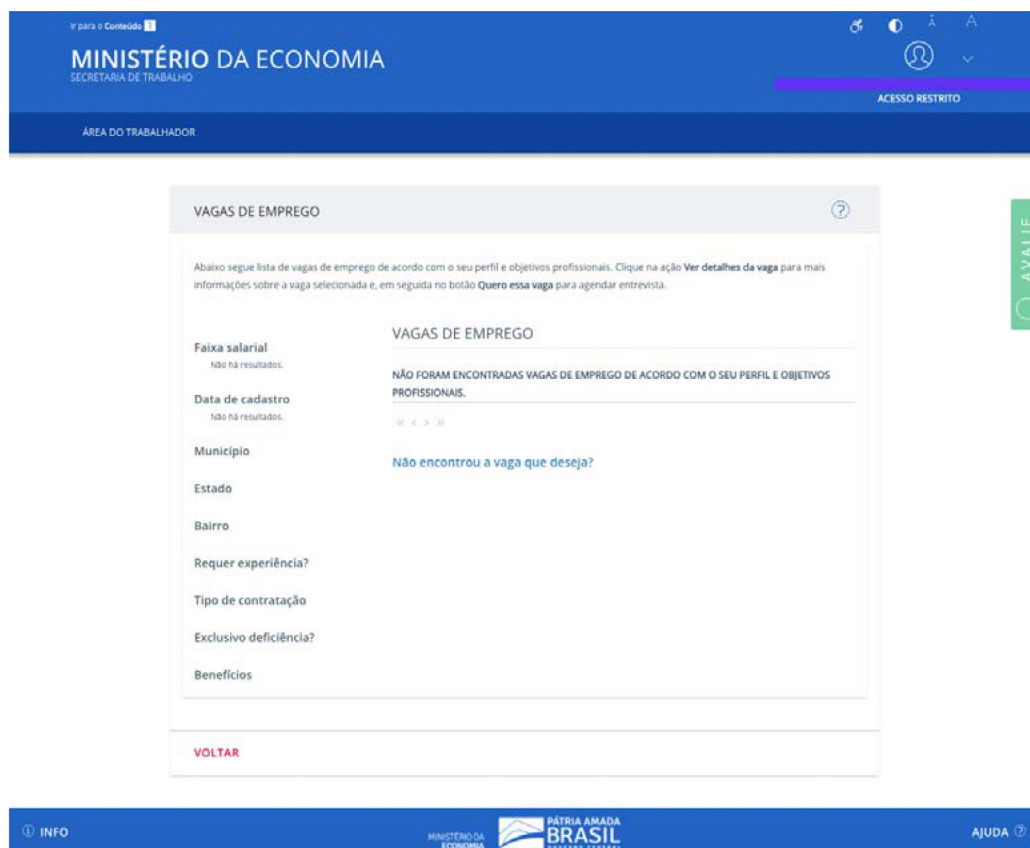 Ir para o Conteúdo 1
A A
MINISTÉRIO DA ECONOMIA
SECRETARIA DE TRABALHO
ACESSO RESTRITO
ÁREA DO TRABALHADOR
VAGAS DE EMPREGO
?
AVALIE
Abaixo segue lista de vagas de emprego de acordo com o seu perfil e objetivos profissionais. Clique na ação Ver detalhes da vaga para mais
informações sobre a vaga selecionada e, em seguida no botão Quero essa vaga para agendar entrevista.
Faixa salarial
Não há resultados.
Data de cadastro
Não há resultados.
Município
Estado
Bairro
Requer experiência?
Tipo de contratação
Exclusivo deficiência?
Benefícios
VAGAS DE EMPREGO
NÃO FORAM ENCONTRADAS VAGAS DE EMPREGO DE ACORDO COM O SEU PERFIL E OBJETIVOS
PROFISSIONAIS.
« < > »
Não encontrou a vaga que deseja?
VOLTAR
INFO
MINISTÉRIO DA
ECONOMIA
PÁTRIA AMADA
BRASIL
GOVERNO FEDERAL
AJUDA ?